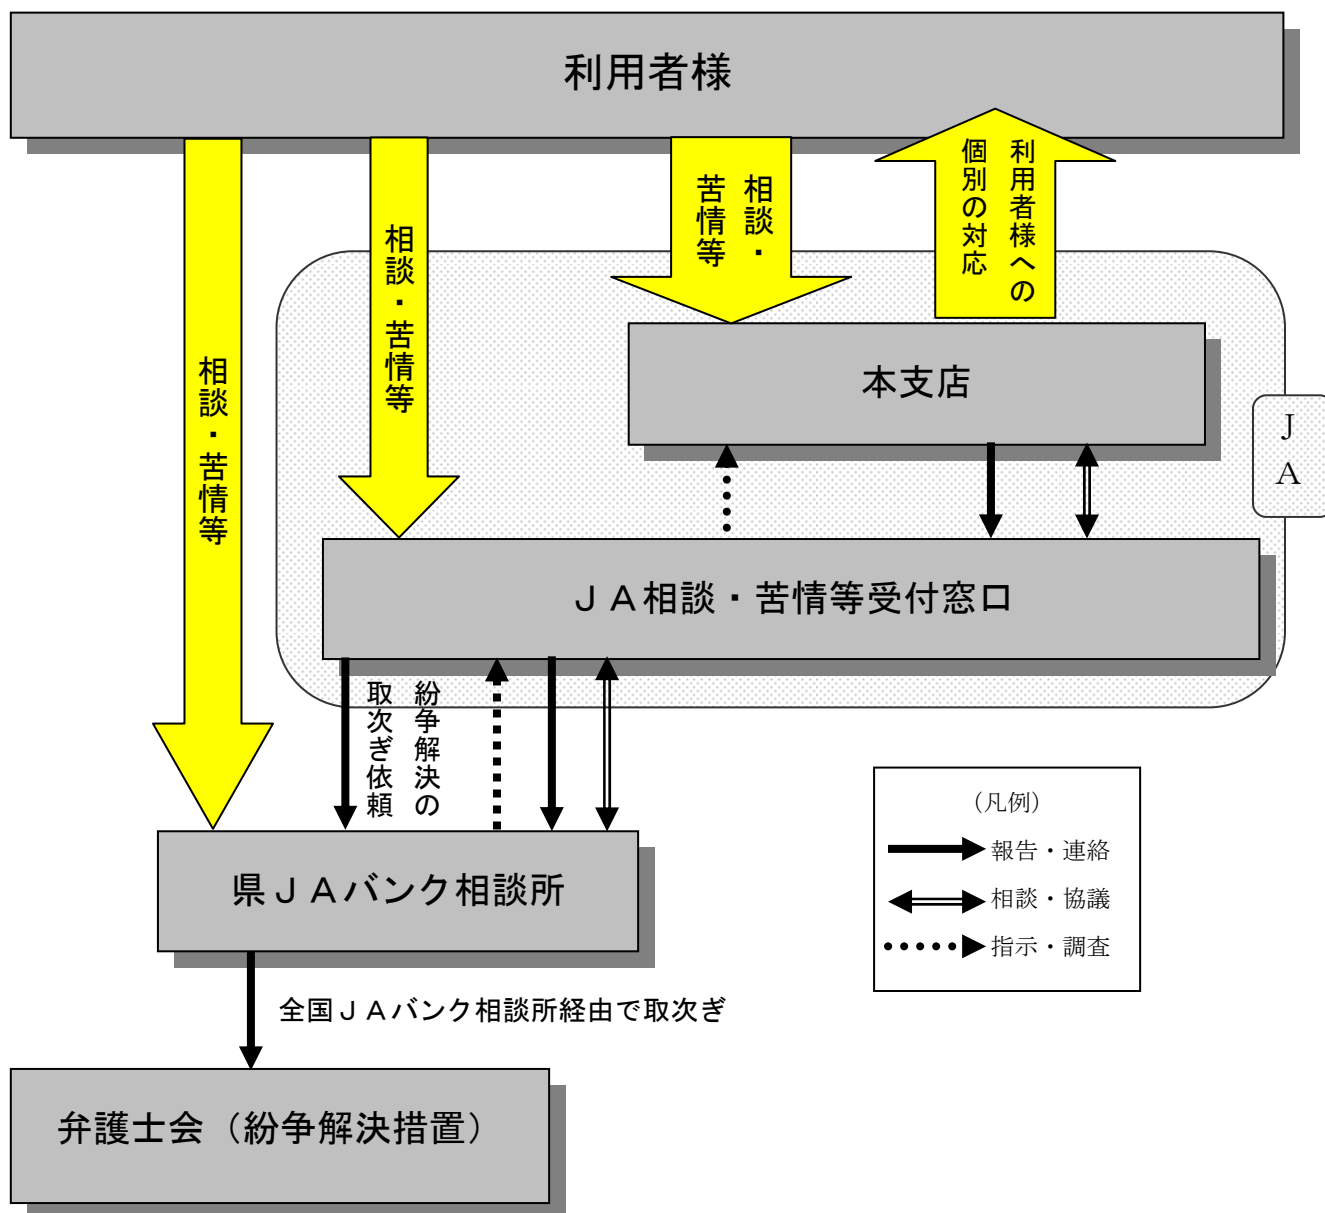 利用者様
相談・苦情等
相談・苦情等
相談・
苦情等
利用者様への
個別の対応
本支店
J
A
ＪＡ相談・苦情等受付窓口
紛争解決の
取次ぎ依頼
県ＪＡバンク相談所
（凡例）
報告・連絡
相談・協議
指示・調査
全国ＪＡバンク相談所経由で取次ぎ
弁護士会（紛争解決措置）